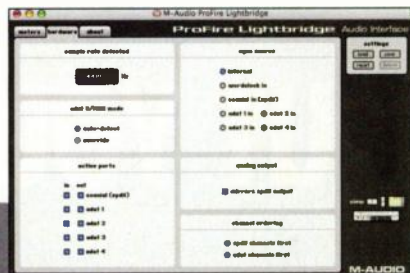 M-Audio ProFire Lightbridge
meters hardware about
ProFire Lightbridge Audio Interface
sample rate detected
Hz
adat S/MUX mode
auto-detect
override
active ports
in out
coaxial (spdif)
adat 1
adat 2
adat 3
adat 4
sync source
internal
wordclock in
coaxial in (spdif)
adat 1 in adat 2 in
adat 3 in adat 4 in
analog output
mirrors spdif output
channel ordering
spdif channels first
adat channels first
settings
load save
reset
M-AUDIO